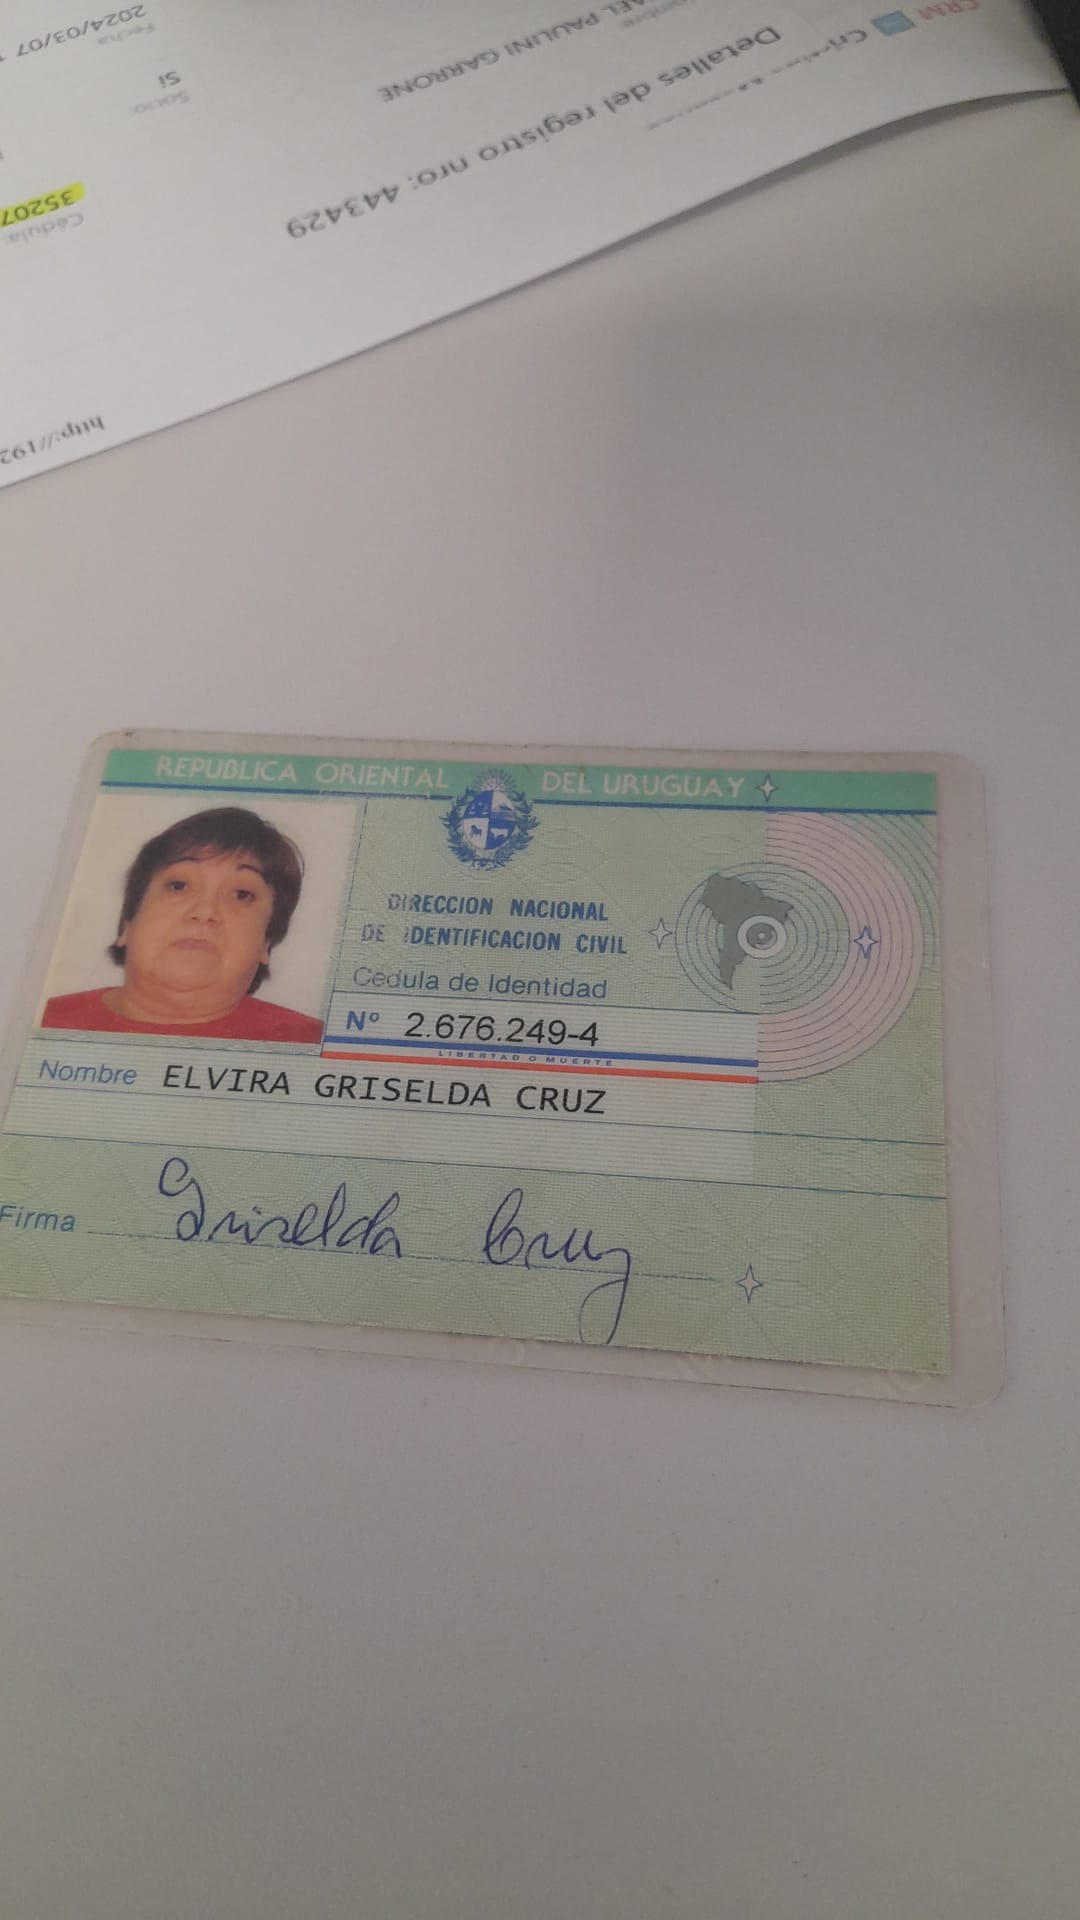 CRM
Detalles del registro nro: 443429
PAULINI GARRONE
Socio
SI
Fecha
2024/03/07
Cédula:
35207
http://192
REPUBLICA ORIENTAL DEL URUGUAY
DIRECCION NACIONAL
DE IDENTIFICACION CIVIL
Cedula de Identidad
Nº 2.676.249-4
LIBERTAD O MUERTE
Nombre ELVIRA GRISELDA CRUZ
Firma Griselda Cruz